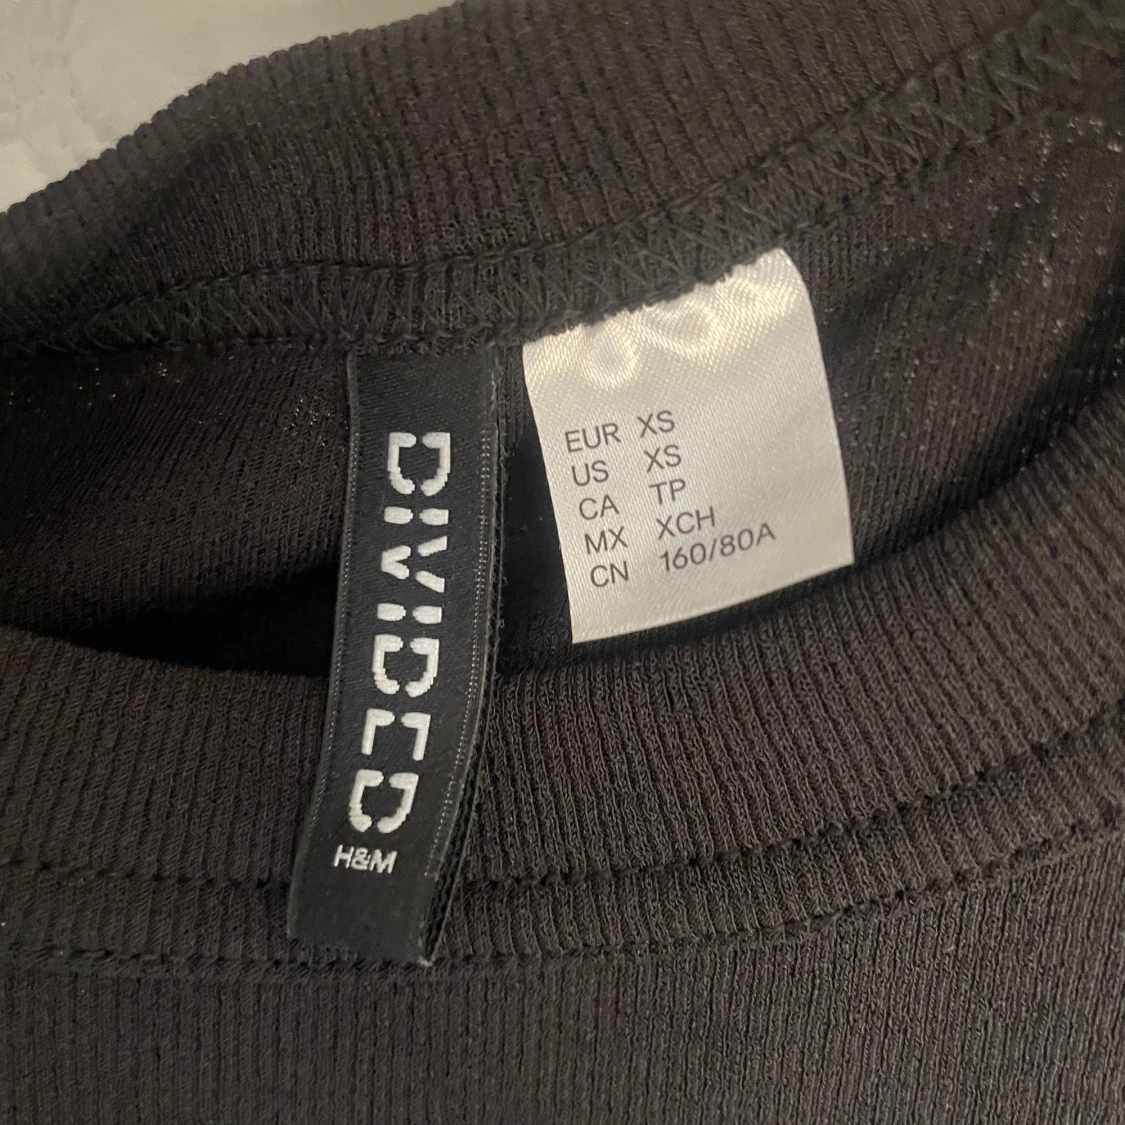 DIVIDED
H&M
EUR XS
US XS
CA TP
MX XCH
CN 160/80A